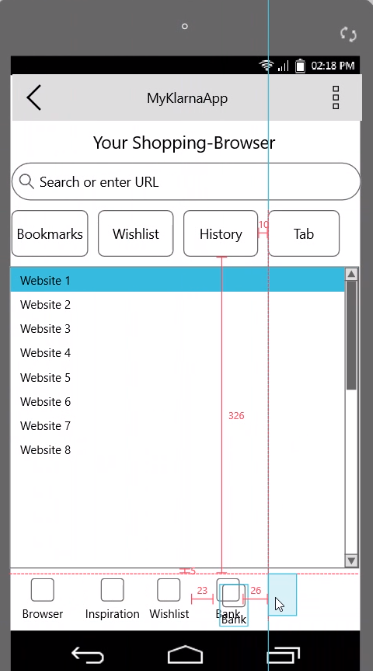 02:18 PM
MyKlarnaApp
Your Shopping-Browser
Search or enter URL
Bookmarks Wishlist History 10 Tab
Website 1
Website 2
Website 3
Website 4
Website 5
Website 6
Website 7
Website 8
326
5
23 26
Browser Inspiration Wishlist Bank
Bank